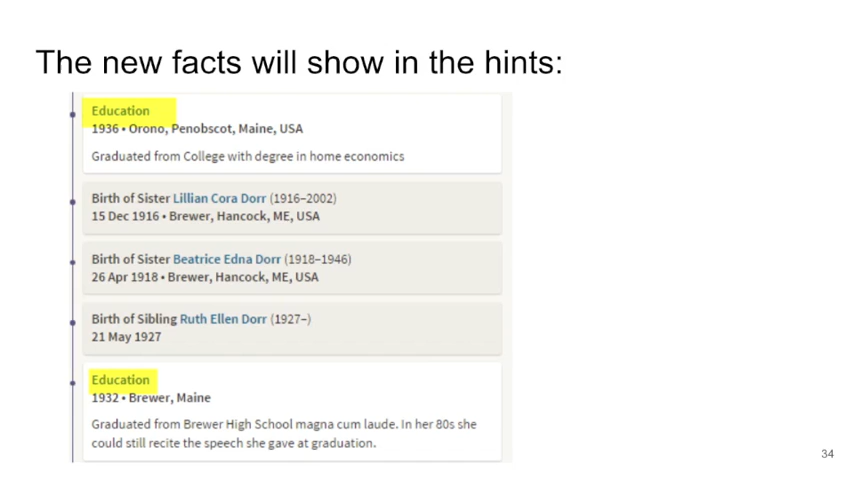 The new facts will show in the hints:
Education
1936 • Orono, Penobscot, Maine, USA
Graduated from College with degree in home economics
Birth of Sister Lillian Cora Dorr (1916–2002)
15 Dec 1916 • Brewer, Hancock, ME, USA
Birth of Sister Beatrice Edna Dorr (1918–1946)
26 Apr 1918 • Brewer, Hancock, ME, USA
Birth of Sibling Ruth Ellen Dorr (1927–)
21 May 1927
Education
1932 • Brewer, Maine
Graduated from Brewer High School magna cum laude. In her 80s she
could still recite the speech she gave at graduation.
34